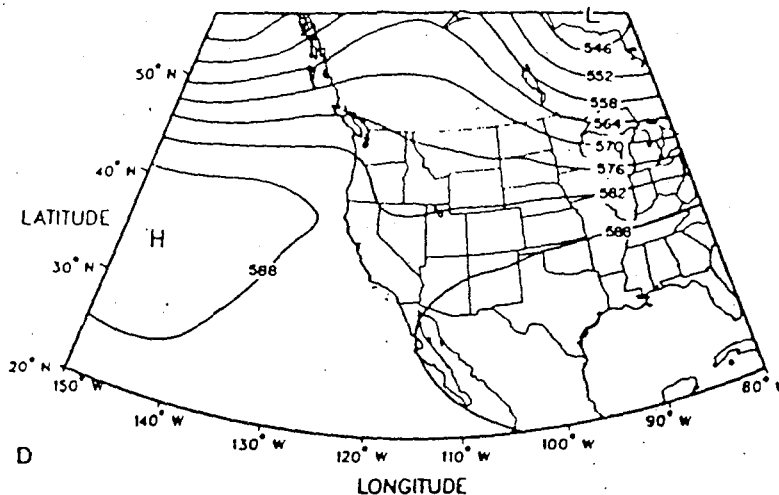 L
546
50° N
552
558
564
570
576
40° N
582
LATITUDE
588
H
30° N
588
20° N
150° W
80° W
140° W
90° W
130° W
100° W
120° W
110° W
D
LONGITUDE